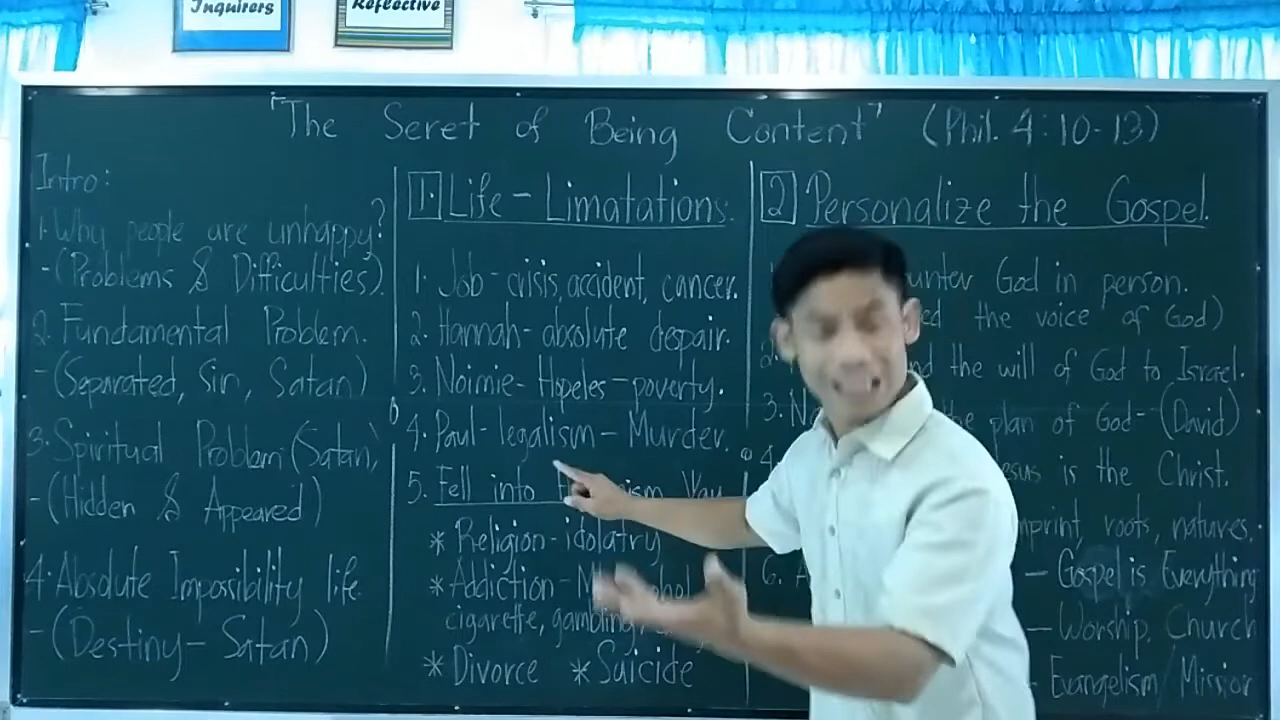 Inquirers
Reflective
"The Seret of Being Content" (Phil. 4:10-13)
Intro:
1. Why people are unhappy?
-(Problems & Difficulties).
2. Fundamental Problem.
-(Separated, Sin, Satan)
3. Spiritual Problem (Satan)
-(Hidden & Appeared)
4. Absolute Impossibility life.
-(Destiny- Satan)
1. Life - Limatations.
1. Job- crisis, accident, cancer.
2. Hannah- absolute despair.
3. Noimie- Hopeles - poverty.
4. Paul- legalism - Murder.
5. Fell into
* Religion- idolatry
* Addiction-
cigarette, gambling,
* Divorce * Suicide
2 Personalize the Gospel.
God in person.
the voice of God)
the will of God to Israel.
3. plan of God- (David)
4. is the Christ.
roots, natures.
6. - Gospel is Everything
- Worship, Church
- Evangelism/Mission